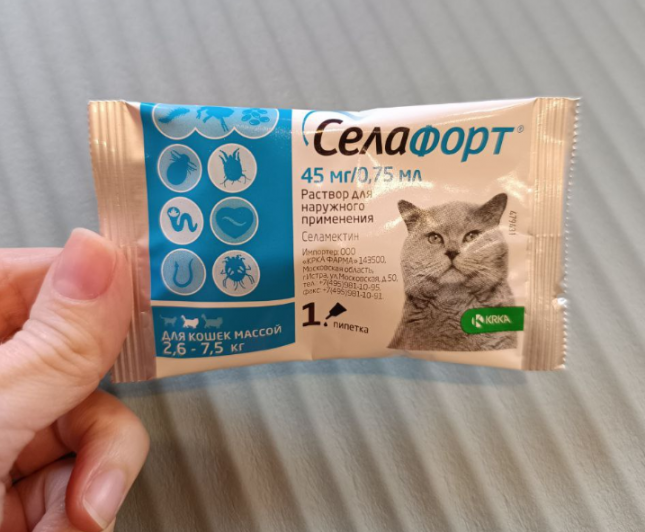 Селафорт®
45 мг/0,75 мл
Раствор для
наружного
применения
Селамектин
Импортер: ООО
«КРКА ФАРМА» 143500,
Московская область,
г.Истра, ул.Московская, д.50,
тел. +7(495)981-10-95,
факс: +7(495)981-10-91.
1 пипетка
KRKA
ДЛЯ КОШЕК МАССОЙ
2,6 - 7,5 кг